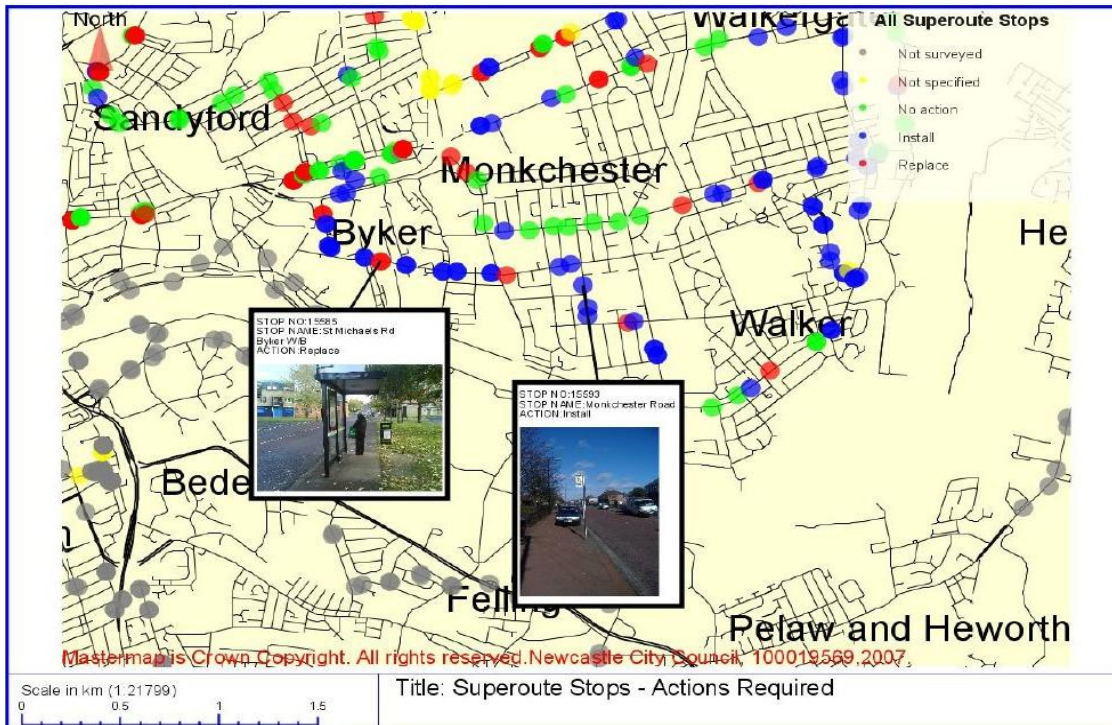 North
Walkergat
All Superoute Stops
Not surveyed
Not specified
No action
Install
Replace
Sandyford
Monkchester
Byker
He
Walker
STOP NO:15585
STOP NAME:St Michaels Rd
Byker W/B
ACTION:Replace
STOP NO:15593
STOP NAME:Monkchester Road
ACTION:Install
Bede
Felling
Pelaw and Heworth
Mastermap is Crown Copyright. All rights reserved.Newcastle City Council, 100019569,2007.
Scale in km (1:21799)
0 0.5 1 1.5
Title: Superoute Stops - Actions Required